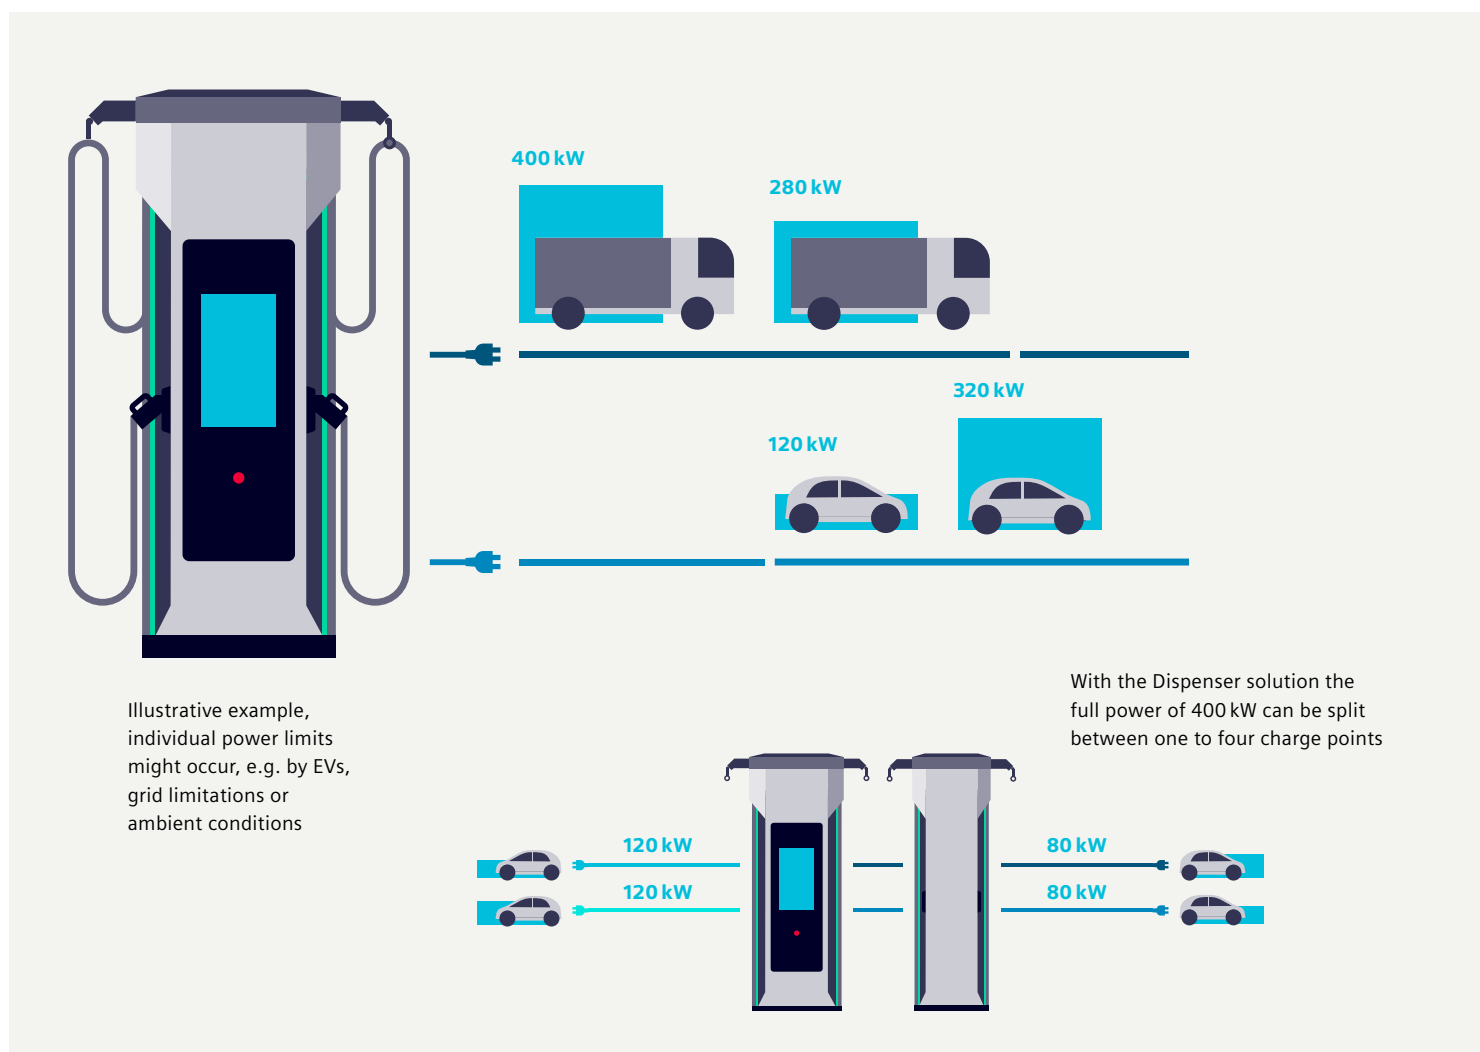 400 kW
280 kW
320 kW
120 kW
With the Dispenser solution the
full power of 400 kW can be split
between one to four charge points
Illustrative example,
individual power limits
might occur, e.g. by EVs,
grid limitations or
ambient conditions
120 kW
80 kW
120 kW
80 kW